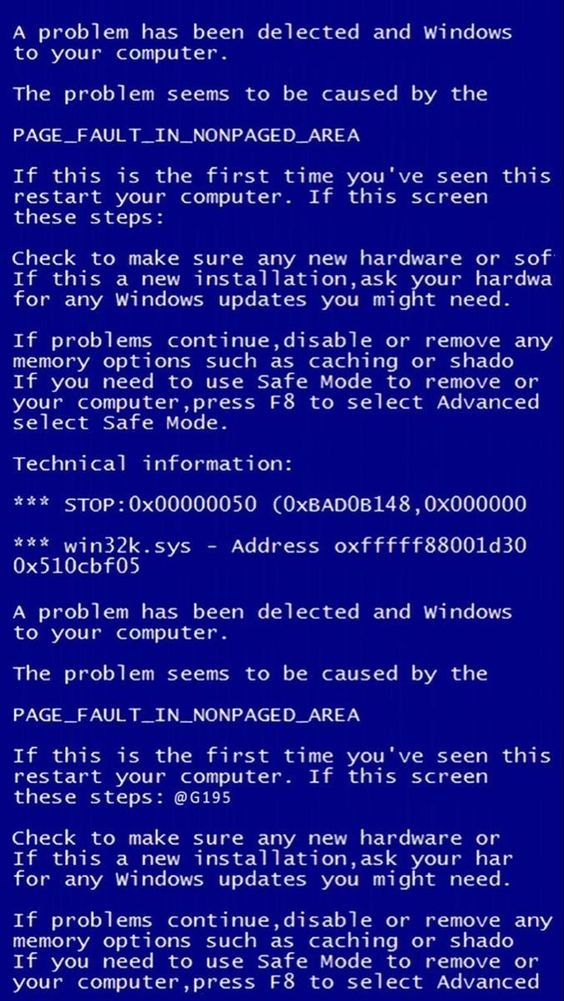 A problem has been delected and Windows
to your computer.
The problem seems to be caused by the
PAGE_FAULT_IN_NONPAGED_AREA
If this is the first time you've seen this
restart your computer. If this screen
these steps:
Check to make sure any new hardware or sof
If this a new installation,ask your hardwa
for any Windows updates you might need.
If problems continue,disable or remove any
memory options such as caching or shado
If you need to use Safe Mode to remove or
your computer,press F8 to select Advanced
select Safe Mode.
Technical information:
*** STOP:0x00000050 (0xBAD0B148,0X000000
*** win32k.sys - Address oxfffff88001d30
0x510cbf05
A problem has been delected and Windows
to your computer.
The problem seems to be caused by the
PAGE_FAULT_IN_NONPAGED_AREA
If this is the first time you've seen this
restart your computer. If this screen
these steps: @G195
Check to make sure any new hardware or
If this a new installation,ask your har
for any Windows updates you might need.
If problems continue,disable or remove any
memory options such as caching or shado
If you need to use Safe Mode to remove or
your computer,press F8 to select Advanced